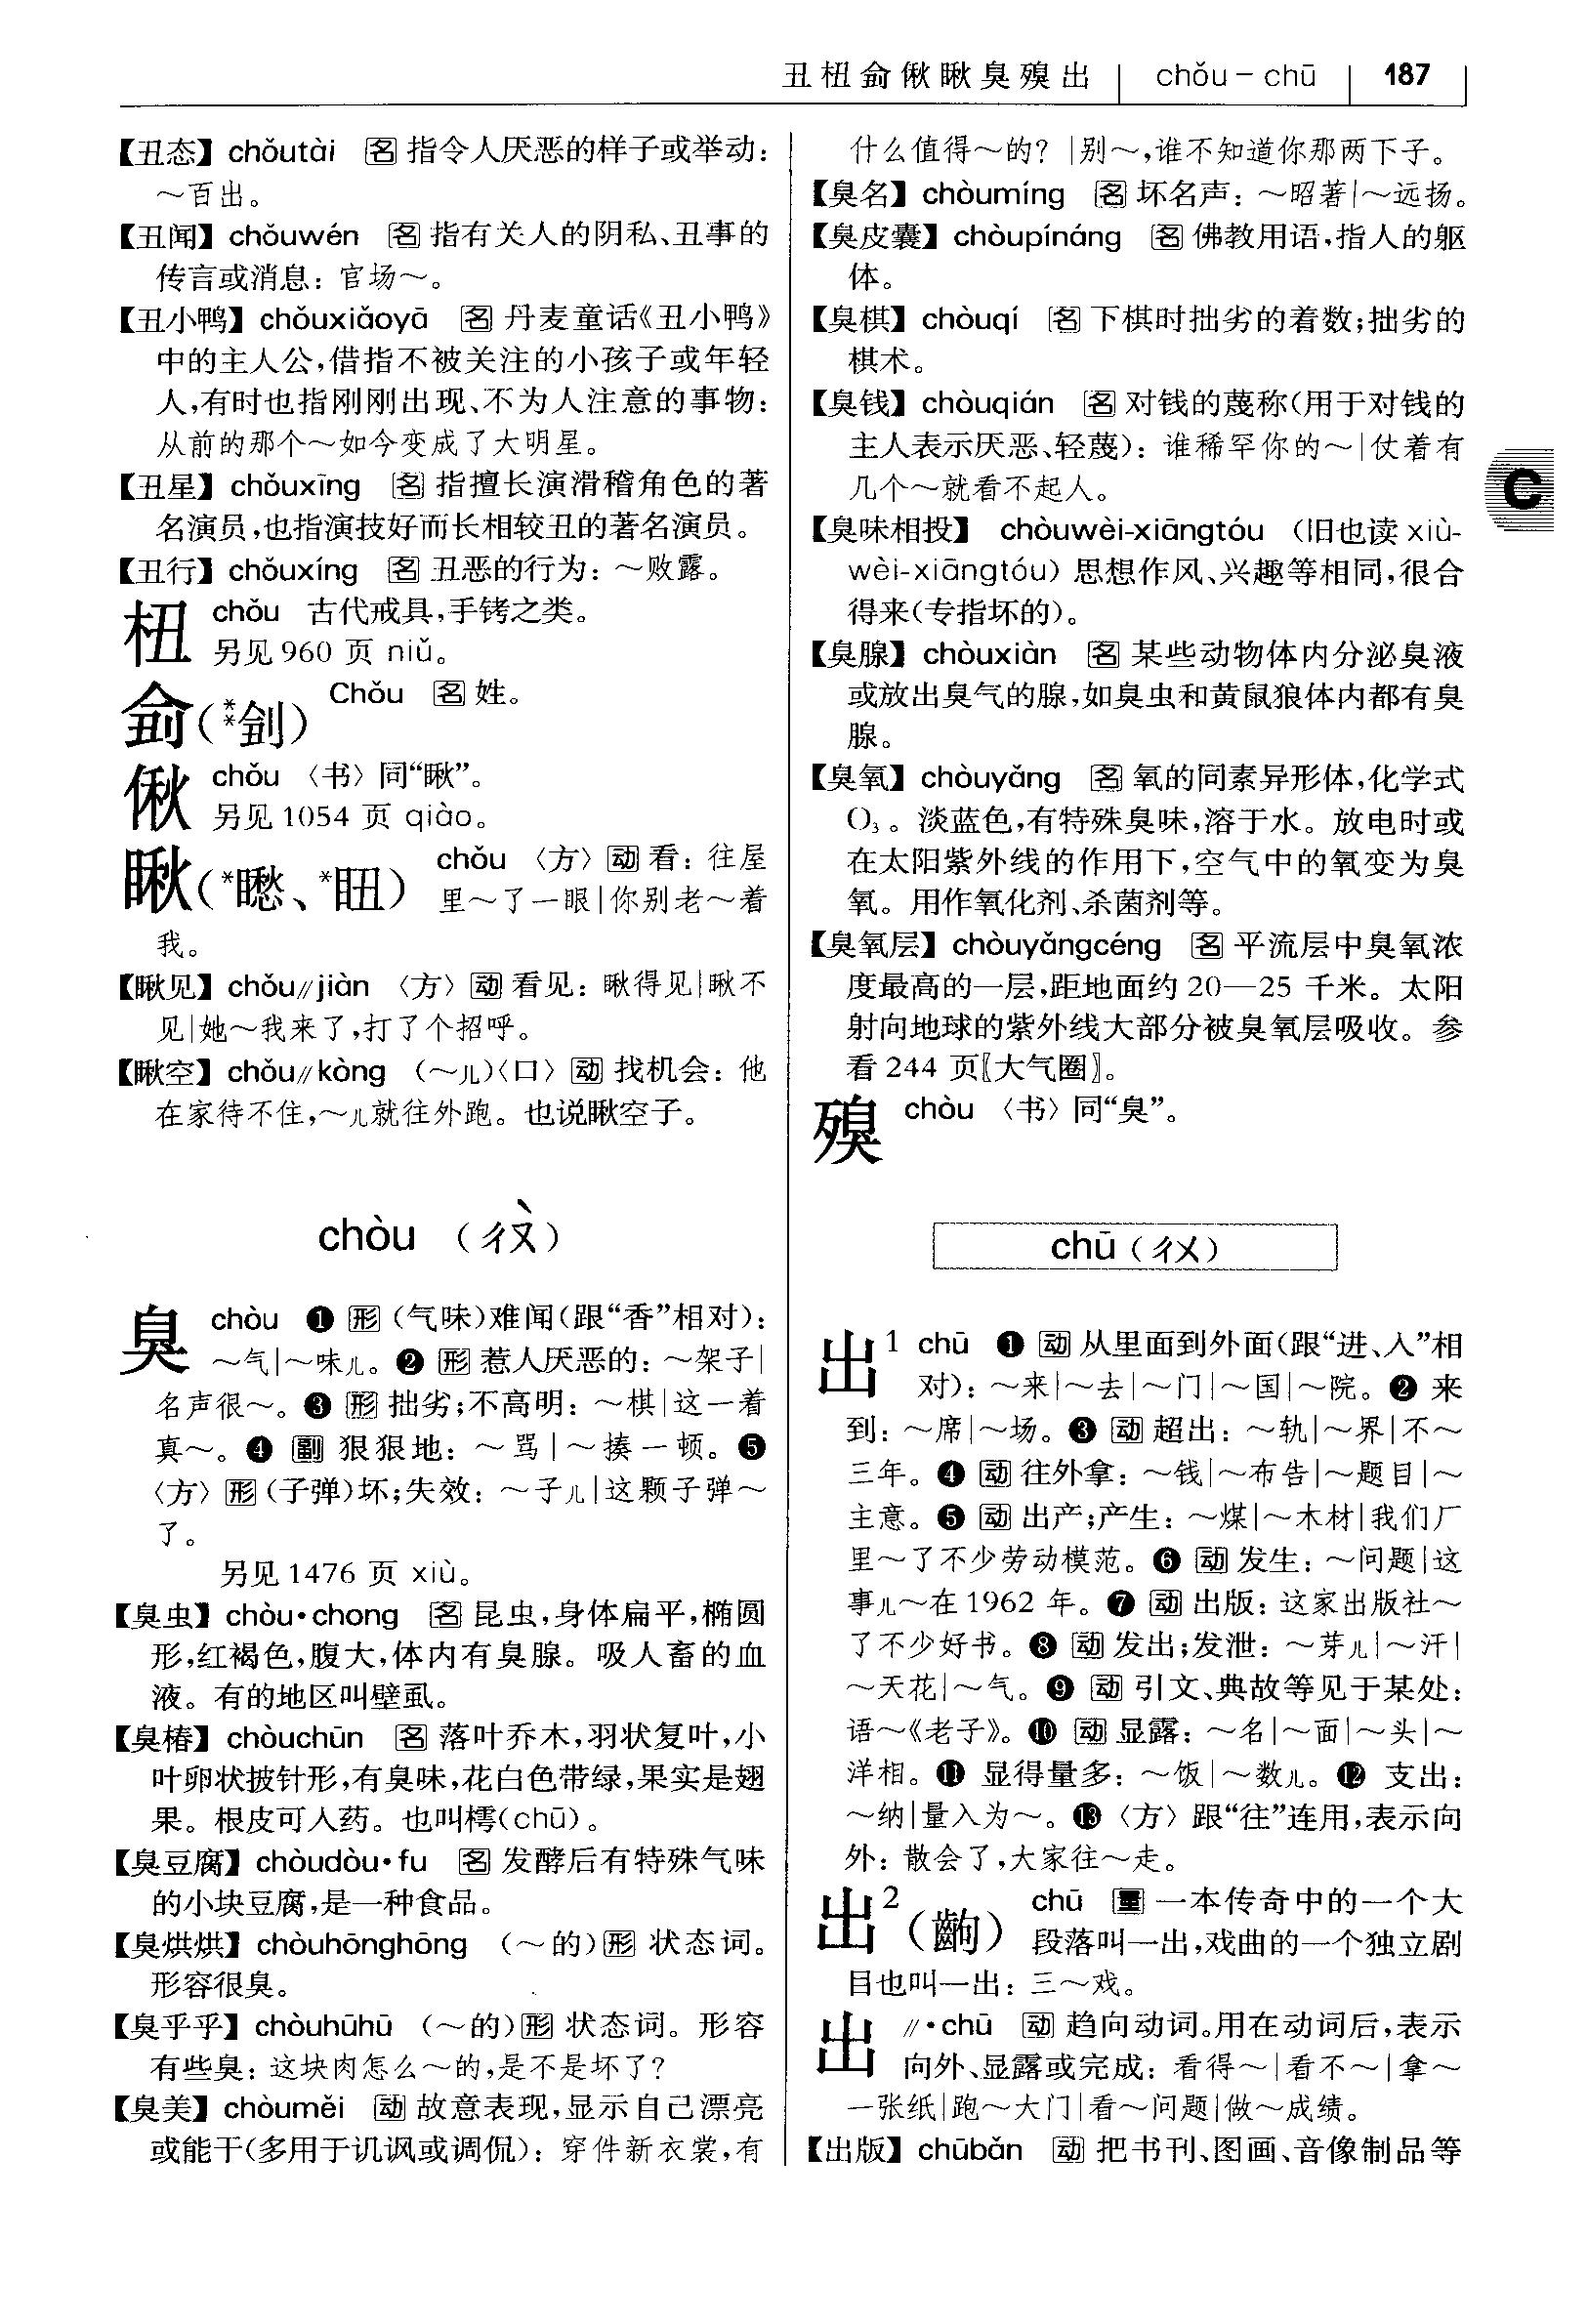 丑杻㑳偢瞅臭殠出 | chǒu－chū | 187
【丑态】chǒutài 名 指令人厌恶的样子或举动：
～百出。
【丑闻】chǒuwén 名 指有关人的阴私、丑事的
传言或消息：官场～。
【丑小鸭】chǒuxiǎoyā 名 丹麦童话《丑小鸭》
中的主人公，借指不被关注的小孩子或年轻
人，有时也指刚刚出现、不为人注意的事物：
从前的那个～如今变成了大明星。
【丑星】chǒuxīng 名 指擅长演滑稽角色的著
名演员，也指演技好而长相较丑的著名演员。
【丑行】chǒuxíng 名 丑恶的行为：～败露。
杻 chǒu 古代戒具，手铐之类。
另见960 页 niǔ。
Chǒu 名 姓。
偢 chǒu 〈书〉同“瞅”。
另见1054 页 qiào。
瞅（*瞜、*䀔） chǒu 〈方〉动 看：往屋
里～了一眼|你别老～着
我。
【瞅见】chǒu//jiàn 〈方〉动 看见：瞅得见|瞅不
见|她～我来了，打了个招呼。
【瞅空】chǒu//kòng （～儿）〈口〉动 找机会：他
在家待不住，～儿就往外跑。也说瞅空子。
chòu （ㄔㄡˋ）
臭 chòu ❶ 形（气味）难闻（跟“香”相对）：
～气|～味儿。❷ 形 惹人厌恶的：～架子|
名声很～。❸ 形 拙劣；不高明：～棋|这一着
真～。❹ 副 狠狠地：～骂|～揍一顿。❺
〈方〉形（子弹）坏；失效：～子儿|这颗子弹～
了。
另见1476 页 xiù。
【臭虫】chòu·chong 名 昆虫，身体扁平，椭圆
形，红褐色，腹大，体内有臭腺。吸人畜的血
液。有的地区叫壁虱。
【臭椿】chòuchūn 名 落叶乔木，羽状复叶，小
叶卵状披针形，有臭味，花白色带绿，果实是翅
果。根皮可入药。也叫樗（chū）。
【臭豆腐】chòudòu·fu 名 发酵后有特殊气味
的小块豆腐，是一种食品。
【臭烘烘】chòuhōnghōng （～的）形 状态词。
形容很臭。
【臭乎乎】chòuhūhū （～的）形 状态词。形容
有些臭：这块肉怎么～的，是不是坏了？
【臭美】chòuměi 动 故意表现，显示自己漂亮
或能干（多用于讥讽或调侃）：穿件新衣裳，有
什么值得～的？|别～，谁不知道你那两下子。
【臭名】chòumíng 名 坏名声：～昭著|～远扬。
【臭皮囊】chòupínáng 名 佛教用语，指人的躯
体。
【臭棋】chòuqí 名 下棋时拙劣的着数；拙劣的
棋术。
【臭钱】chòuqián 名 对钱的蔑称（用于对钱的
主人表示厌恶、轻蔑）：谁稀罕你的～|仗着有
几个～就看不起人。
C
【臭味相投】 chòuwèi-xiāngtóu （旧也读 xiù-
wèi-xiāngtóu）思想作风、兴趣等相同，很合
得来（专指坏的）。
【臭腺】chòuxiàn 名 某些动物体内分泌臭液
或放出臭气的腺，如臭虫和黄鼠狼体内都有臭
腺。
【臭氧】chòuyǎng 名 氧的同素异形体，化学式
O₃。淡蓝色，有特殊臭味，溶于水。放电时或
在太阳紫外线的作用下，空气中的氧变为臭
氧。用作氧化剂、杀菌剂等。
【臭氧层】chòuyǎngcéng 名 平流层中臭氧浓
度最高的一层，距地面约 20—25 千米。太阳
射向地球的紫外线大部分被臭氧层吸收。参
看 244 页〖大气圈〗。
殠 chòu 〈书〉同“臭”。
chū（ㄔㄨ）
出¹ chū ❶ 动 从里面到外面（跟“进、入”相
对）：～来|～去|～门|～国|～院。❷ 来
到：～席|～场。❸ 动 超出：～轨|～界|不～
三年。❹ 动 往外拿：～钱|～布告|～题目|～
主意。❺ 动 出产；产生：～煤|～木材|我们厂
里～了不少劳动模范。❻ 动 发生：～问题|这
事儿～在 1962 年。❼ 动 出版：这家出版社～
了不少好书。❽ 动 发出；发泄：～芽儿|～汗|
～天花|～气。❾ 动 引文、典故等见于某处：
语～《老子》。❿ 动 显露：～名|～面|～头|～
洋相。⓫ 显得量多：～饭|～数儿。⓬ 支出：
～纳|量入为～。⓭〈方〉跟“往”连用，表示向
外：散会了，大家往～走。
出²（齣） chū 量 一本传奇中的一个大
段落叫一出，戏曲的一个独立剧
目也叫一出：三～戏。
出 //·chū 动 趋向动词。用在动词后，表示
向外、显露或完成：看得～|看不～|拿～
一张纸|跑～大门|看～问题|做～成绩。
【出版】chūbǎn 动 把书刊、图画、音像制品等